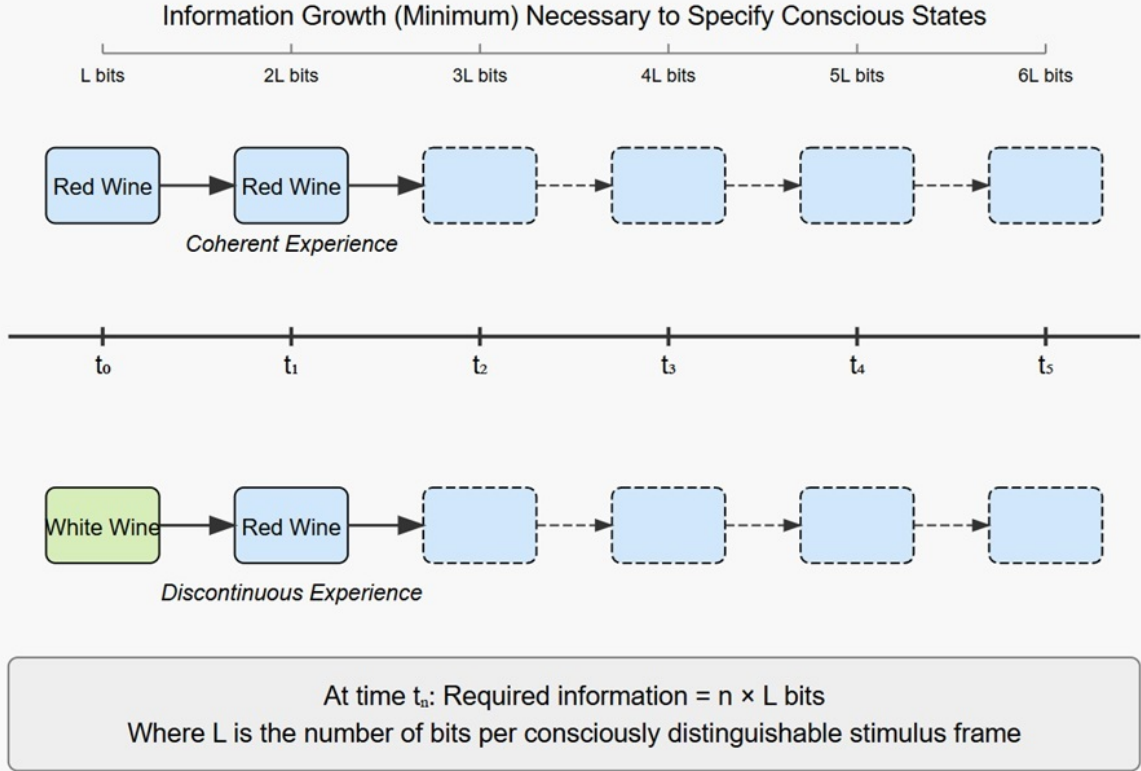 Information Growth (Minimum) Necessary to Specify Conscious States
L bits 2L bits 3L bits 4L bits 5L bits 6L bits
Red Wine Red Wine
Coherent Experience
t₀ t₁ t₂ t₃ t₄ t₅
White Wine Red Wine
Discontinuous Experience
At time tₙ: Required information = n × L bits
Where L is the number of bits per consciously distinguishable stimulus frame